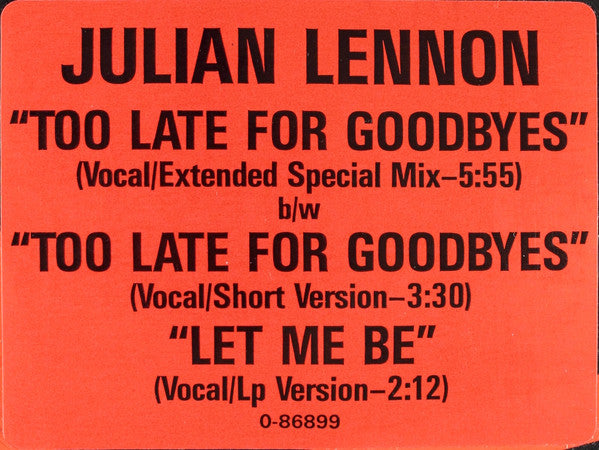 JULIAN LENNON
"TOO LATE FOR GOODBYES"
(Vocal/Extended Special Mix–5:55)
b/w
"TOO LATE FOR GOODBYES"
(Vocal/Short Version–3:30)
"LET ME BE"
(Vocal/Lp Version–2:12)
0-86899